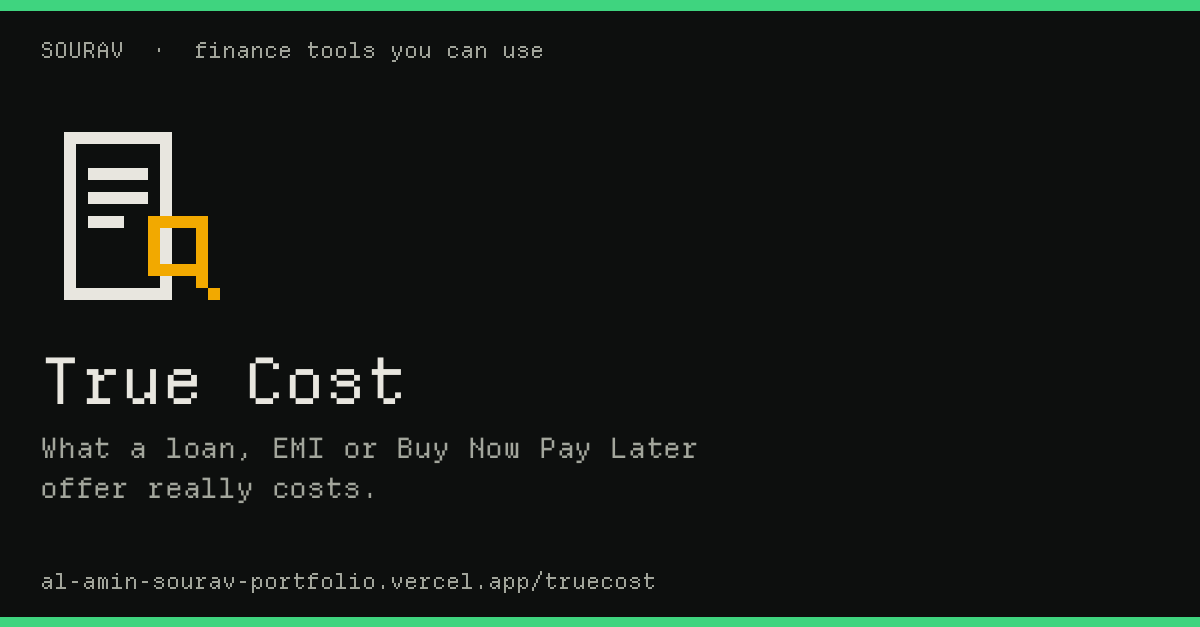 SOURAV · finance tools you can use
True Cost
What a loan, EMI or Buy Now Pay Later
offer really costs.
al-amin-sourav-portfolio.vercel.app/truecost